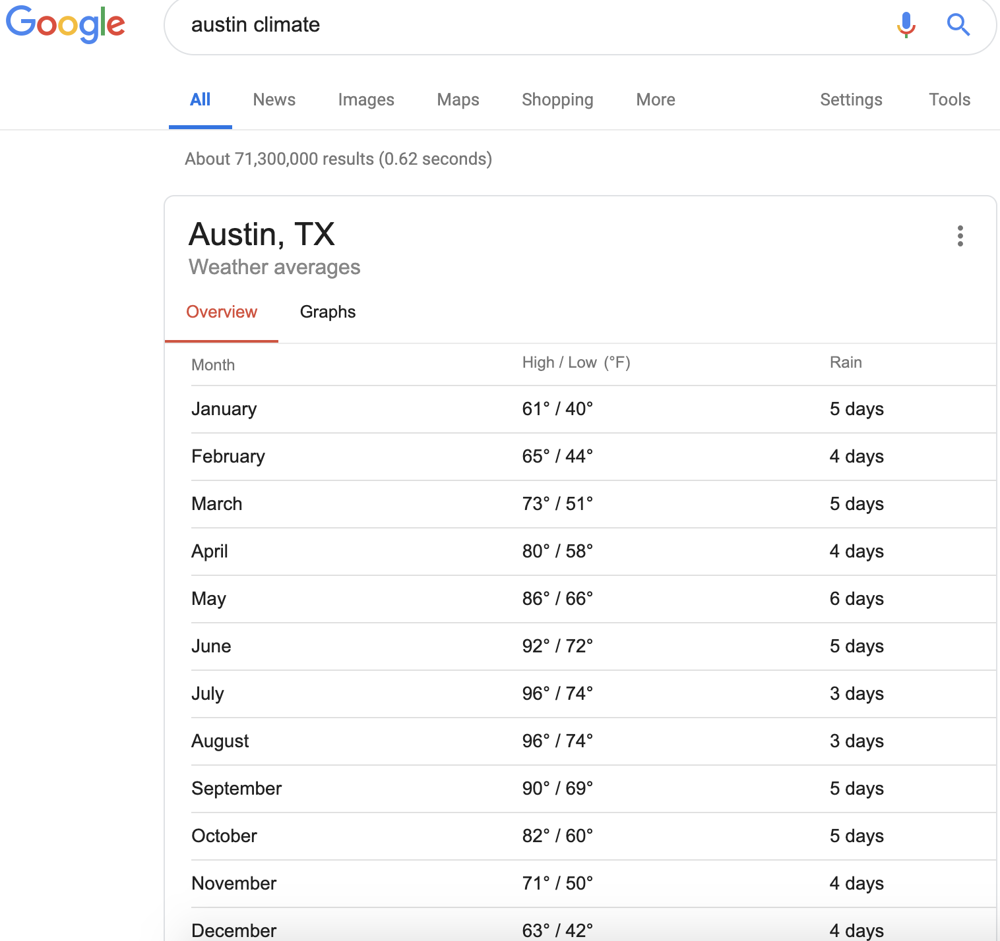 Google austin climate
All News Images Maps Shopping More Settings Tools
About 71,300,000 results (0.62 seconds)
Austin, TX
Weather averages
Overview Graphs
Month High / Low (°F) Rain
January 61° / 40° 5 days
February 65° / 44° 4 days
March 73° / 51° 5 days
April 80° / 58° 4 days
May 86° / 66° 6 days
June 92° / 72° 5 days
July 96° / 74° 3 days
August 96° / 74° 3 days
September 90° / 69° 5 days
October 82° / 60° 5 days
November 71° / 50° 4 days
December 63° / 42° 4 days